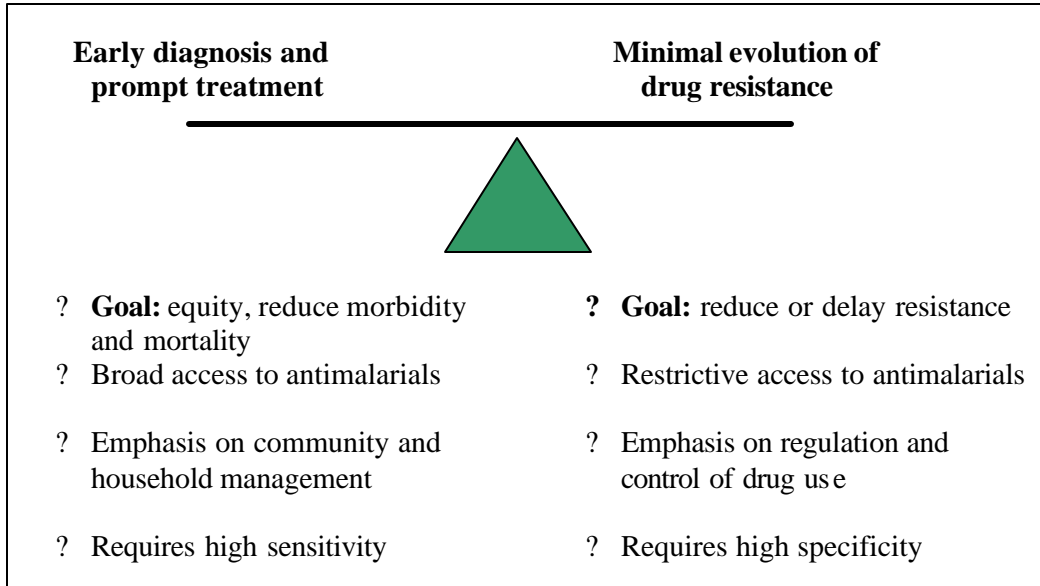 Early diagnosis and
prompt treatment
Minimal evolution of
drug resistance
? Goal: equity, reduce morbidity
and mortality
? Broad access to antimalarials
? Emphasis on community and
household management
? Requires high sensitivity
? Goal: reduce or delay resistance
? Restrictive access to antimalarials
? Emphasis on regulation and
control of drug use
? Requires high specificity